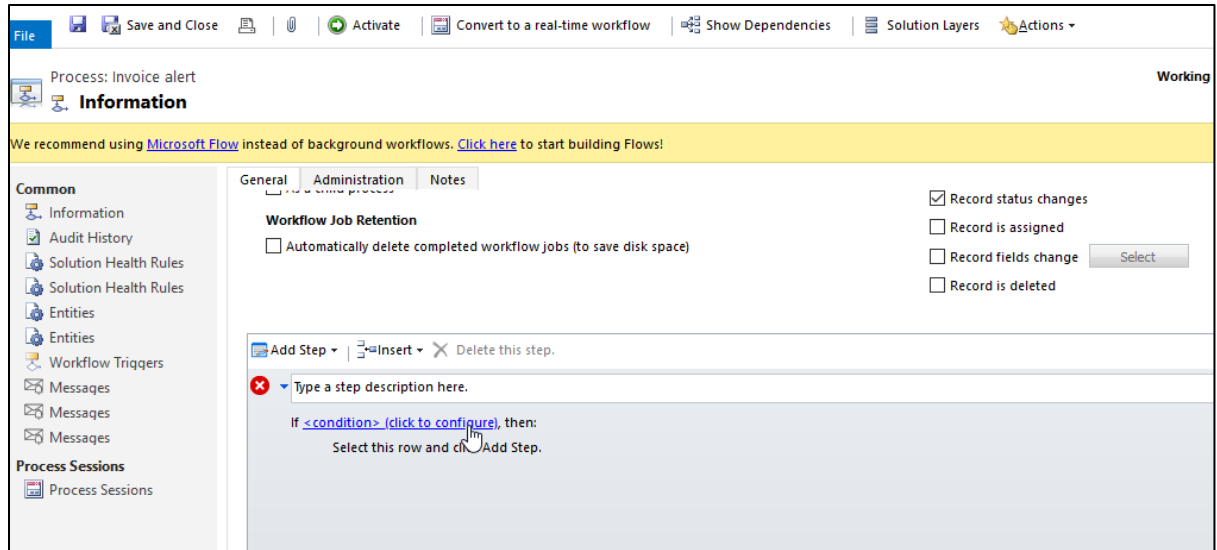 File Save and Close Activate Convert to a real-time workflow Show Dependencies Solution Layers Actions
Process: Invoice alert
Working
Information
We recommend using Microsoft Flow instead of background workflows. Click here to start building Flows!
Common
Information
Audit History
Solution Health Rules
Solution Health Rules
Entities
Entities
Workflow Triggers
Messages
Messages
Messages
Process Sessions
Process Sessions
General Administration Notes
As a child process
Workflow Job Retention
Automatically delete completed workflow jobs (to save disk space)
Record status changes
Record is assigned
Record fields change Select
Record is deleted
Add Step Insert Delete this step.
Type a step description here.
If <condition> (click to configure), then:
Select this row and Add Step.